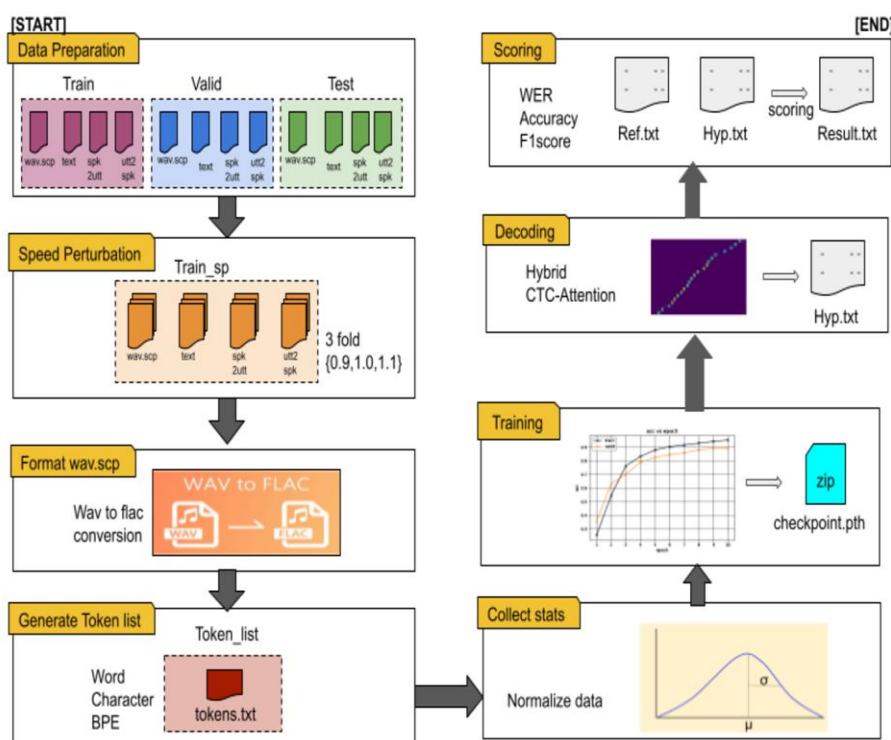 [START]
Data Preparation
Train
wav.scp text spk 2utt utt2 spk
Valid
wav.scp text spk 2utt utt2 spk
Test
wav.scp text spk 2utt utt2 spk
Speed Perturbation
Train_sp
wav.scp text spk 2utt utt2 spk
3 fold
{0.9,1.0,1.1}
Format wav.scp
Wav to flac
conversion
WAV to FLAC
WAV FLAC
Generate Token list
Token_list
Word
Character
BPE
tokens.txt
Collect stats
Normalize data
σ
μ
Training
acc vs epoch
epoch
zip
checkpoint.pth
Decoding
Hybrid
CTC-Attention
Hyp.txt
[END]
Scoring
WER
Accuracy
F1score
Ref.txt
Hyp.txt
scoring
Result.txt